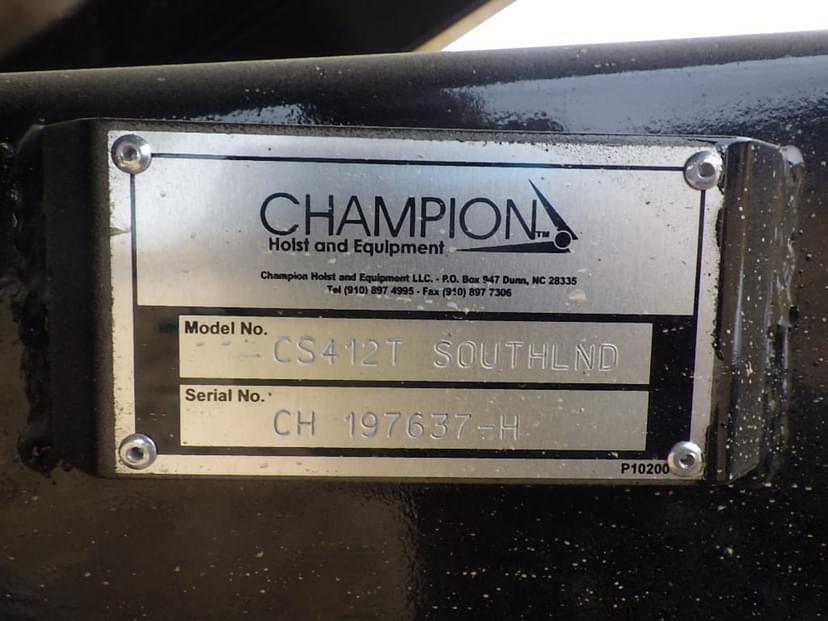 CHAMPION™
Hoist and Equipment
Champion Hoist and Equipment LLC. - P.O. Box 947 Dunn, NC 28335
Tel (910) 897 4995 - Fax (910) 897 7306
Model No.
CS412T SOUTHLND
Serial No.
CH 197637-H
P10200